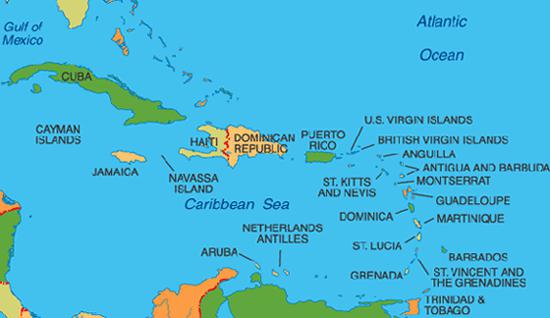 Gulf of
Mexico
Atlantic
Ocean
CUBA
CAYMAN
ISLANDS
JAMAICA
NAVASSA
ISLAND
HAITI
DOMINICAN
REPUBLIC
PUERTO
RICO
U.S. VIRGIN ISLANDS
BRITISH VIRGIN ISLANDS
ANGUILLA
ANTIGUA AND BARBUDA
ST. KITTS
AND NEVIS
MONTSERRAT
GUADELOUPE
Caribbean Sea
DOMINICA
MARTINIQUE
NETHERLANDS
ANTILLES
ST. LUCIA
ARUBA
BARBADOS
GRENADA
ST. VINCENT AND
THE GRENADINES
TRINIDAD &
TOBAGO